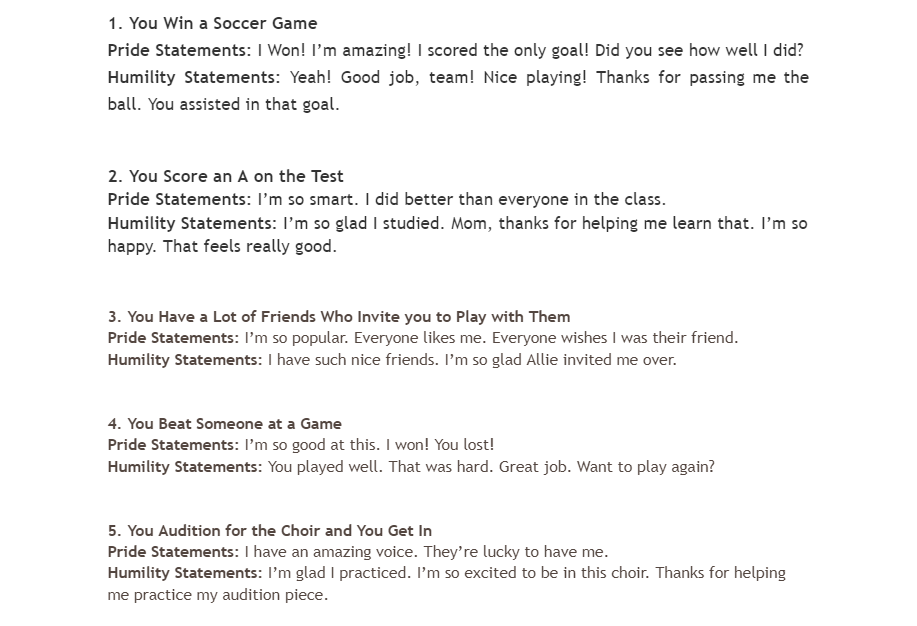 1. You Win a Soccer Game
Pride Statements: I Won! I’m amazing! I scored the only goal! Did you see how well I did?
Humility Statements: Yeah! Good job, team! Nice playing! Thanks for passing me the
ball. You assisted in that goal.
2. You Score an A on the Test
Pride Statements: I’m so smart. I did better than everyone in the class.
Humility Statements: I’m so glad I studied. Mom, thanks for helping me learn that. I’m so
happy. That feels really good.
3. You Have a Lot of Friends Who Invite you to Play with Them
Pride Statements: I’m so popular. Everyone likes me. Everyone wishes I was their friend.
Humility Statements: I have such nice friends. I’m so glad Allie invited me over.
4. You Beat Someone at a Game
Pride Statements: I’m so good at this. I won! You lost!
Humility Statements: You played well. That was hard. Great job. Want to play again?
5. You Audition for the Choir and You Get In
Pride Statements: I have an amazing voice. They’re lucky to have me.
Humility Statements: I’m glad I practiced. I’m so excited to be in this choir. Thanks for helping
me practice my audition piece.